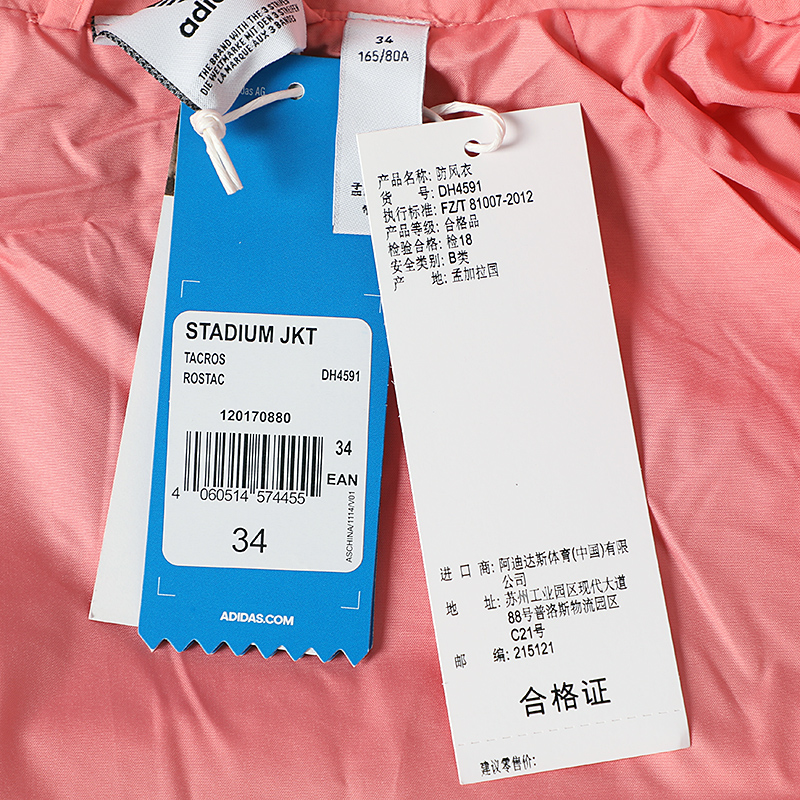 adidas
THE BRAND WITH THE 3 STRIPES
DIE WELTMARKE MIT DEN 3 STREIFEN
LA MARQUE AUX 3 BANDES
34
165/80A
das AG
STADIUM JKT
TACROS
ROSTAC DH4591
120170880
34
EAN
4 060514 574455
34
ASCHINA/1114/V01
ADIDAS.COM
产品名称: 防风衣
货 号: DH4591
执行标准: FZ/T 81007-2012
产品等级: 合格品
检验合格: 检18
安全类别: B类
产 地: 孟加拉国
进 口 商: 阿迪达斯体育(中国)有限
公司
地 址: 苏州工业园区现代大道
88号普洛斯物流园区
C21号
邮 编: 215121
合格证
建议零售价: